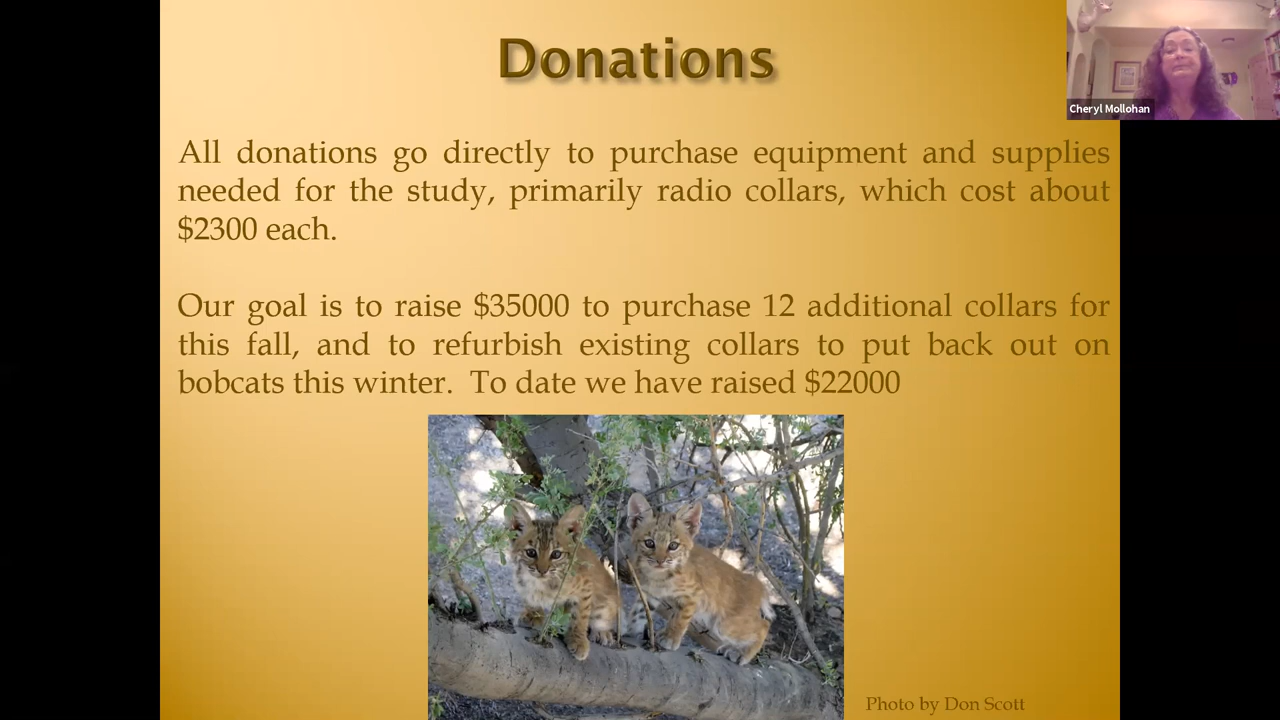 Donations
Cheryl Mollohan
All donations go directly to purchase equipment and supplies
needed for the study, primarily radio collars, which cost about
$2300 each.
Our goal is to raise $35000 to purchase 12 additional collars for
this fall, and to refurbish existing collars to put back out on
bobcats this winter.  To date we have raised $22000
Photo by Don Scott